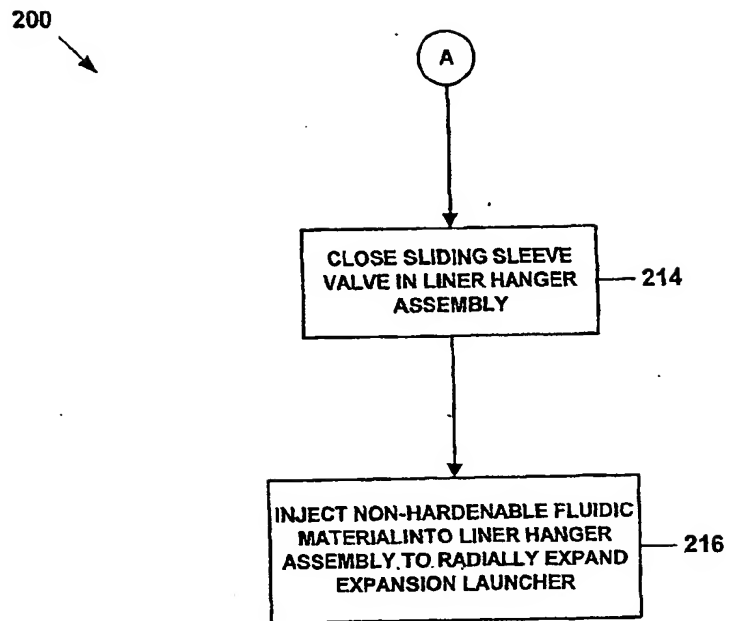 200
A
CLOSE SLIDING SLEEVE
VALVE IN LINER HANGER
ASSEMBLY
214
INJECT NON-HARDENABLE FLUIDIC
MATERIALINTO LINER HANGER
ASSEMBLY.TO.RADIALLY EXPAND
EXPANSION LAUNCHER
216